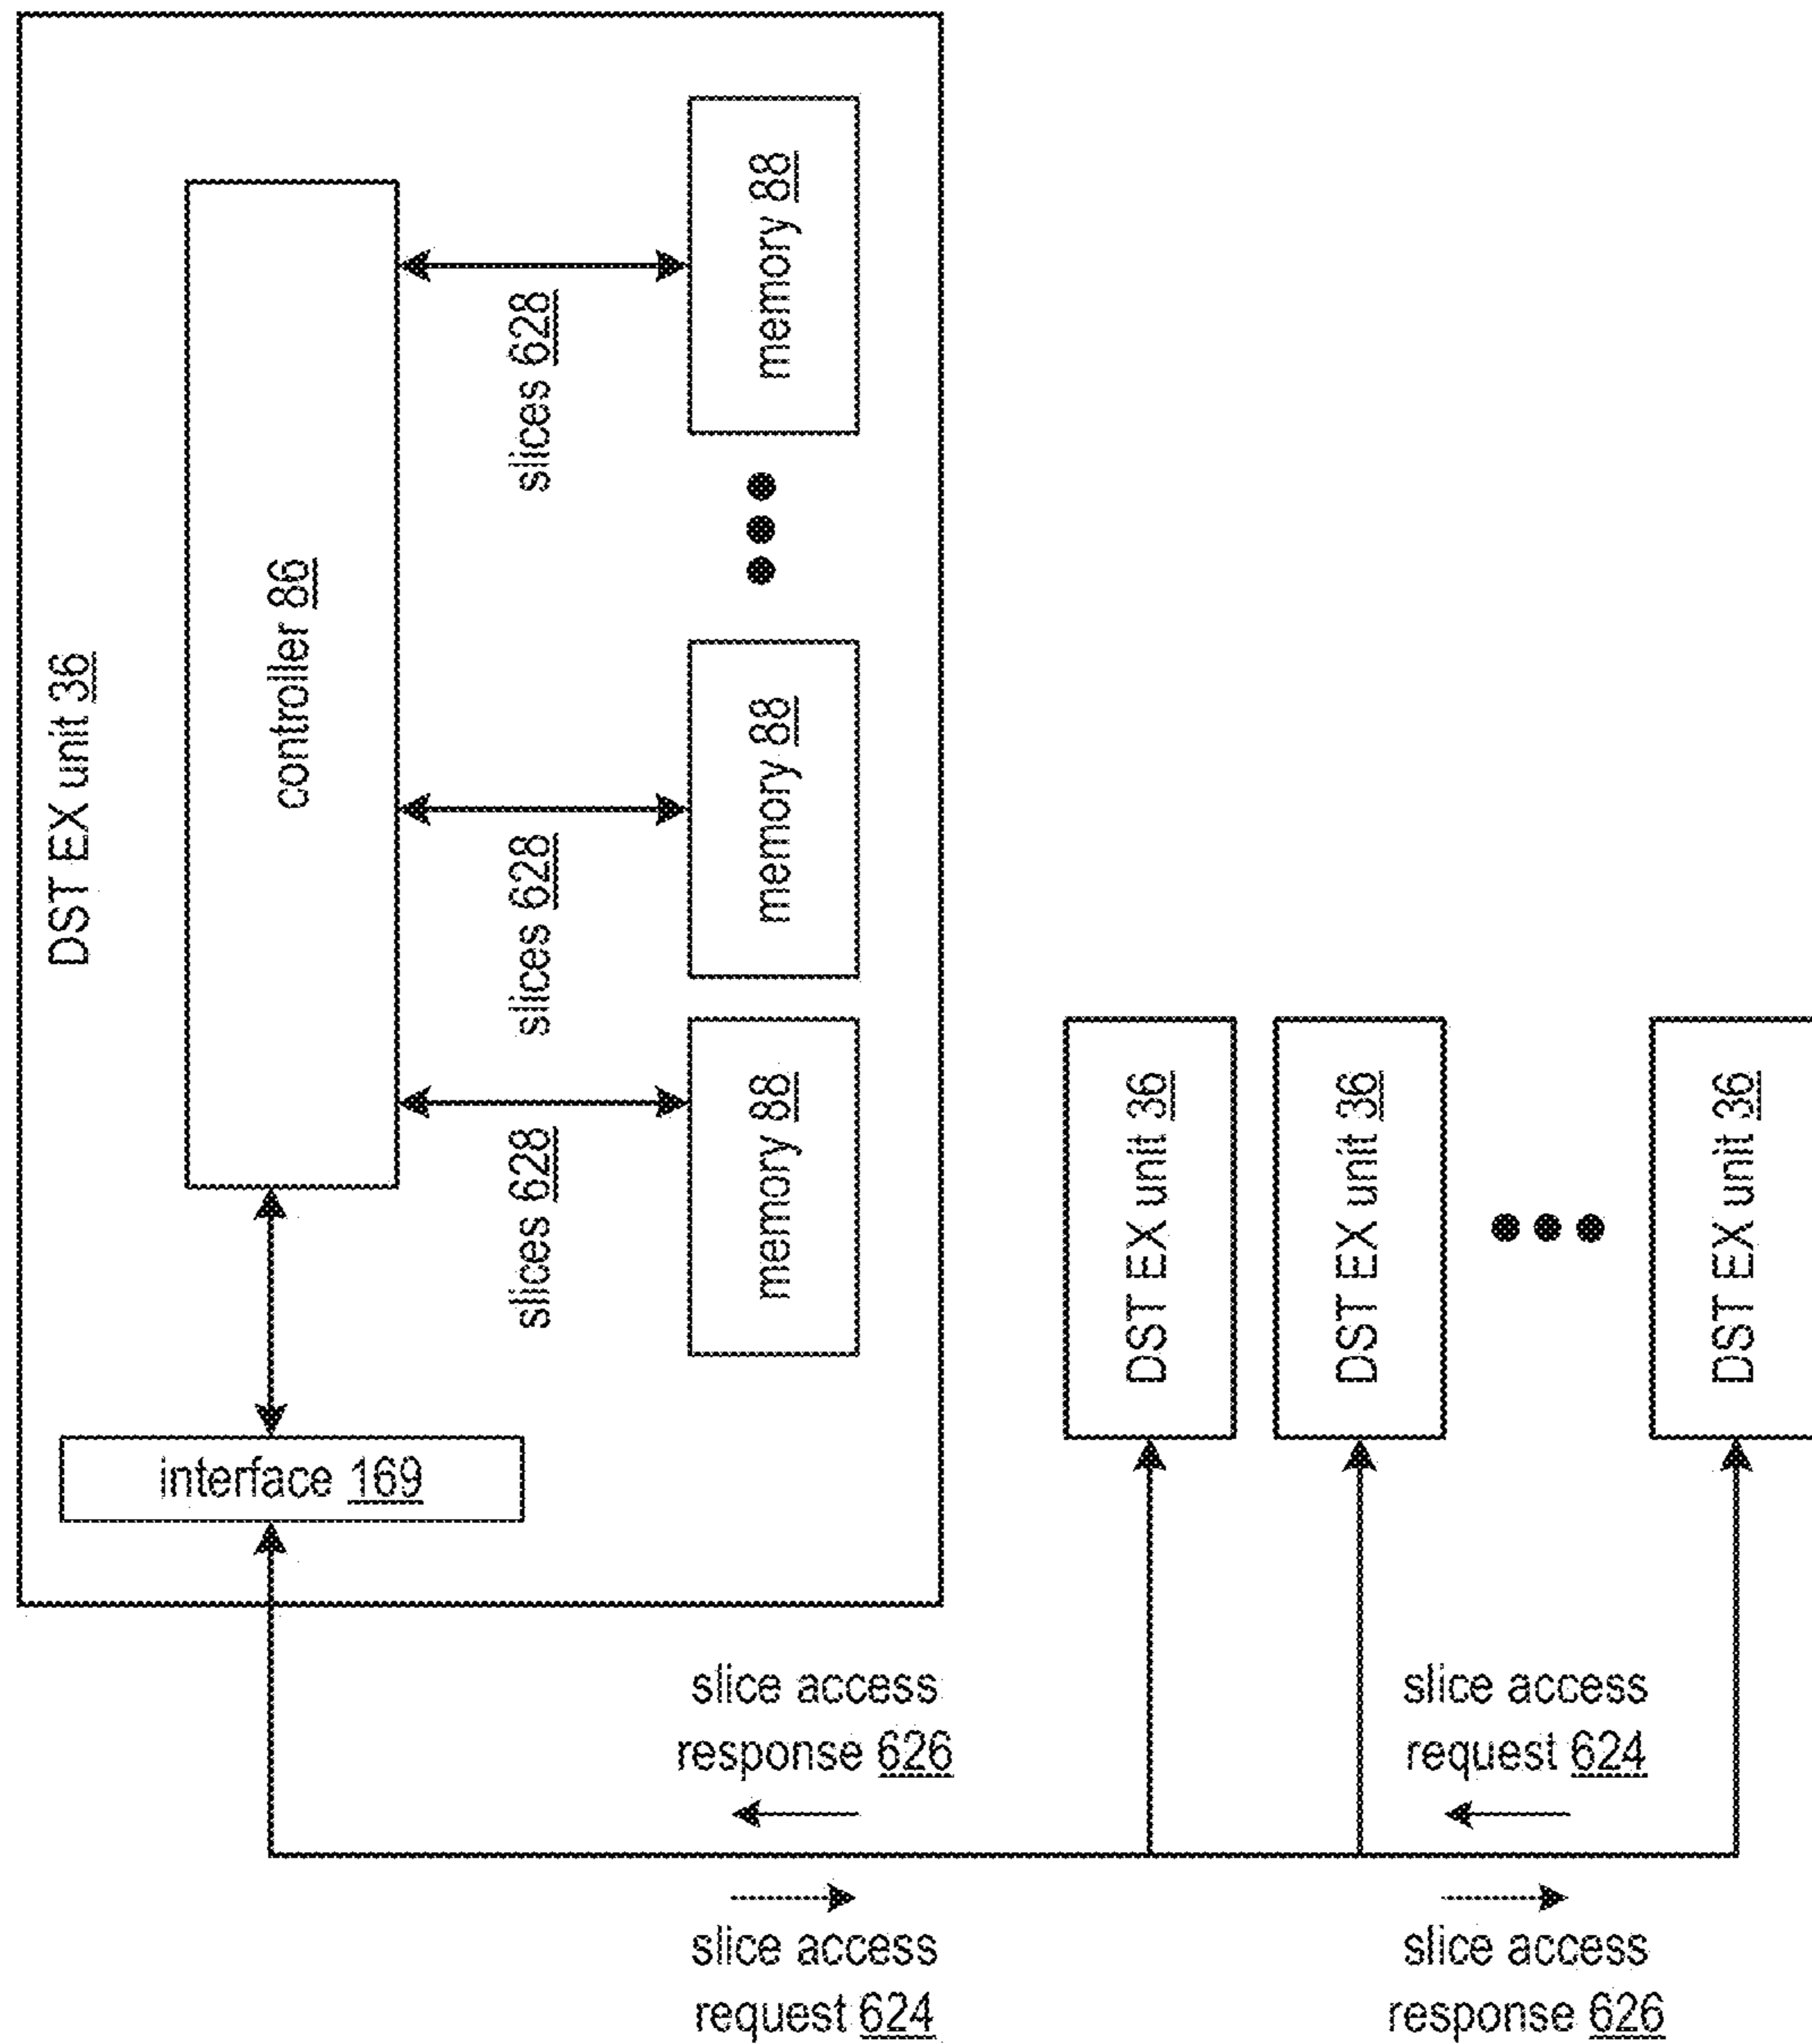 DST EX unit 36
controller 86
slices 628
slices 628
slices 628
memory 88
memory 88
memory 88
interface 169
DST EX unit 36
DST EX unit 36
DST EX unit 36
slice access
response 626
slice access
request 624
slice access
request 624
slice access
response 626